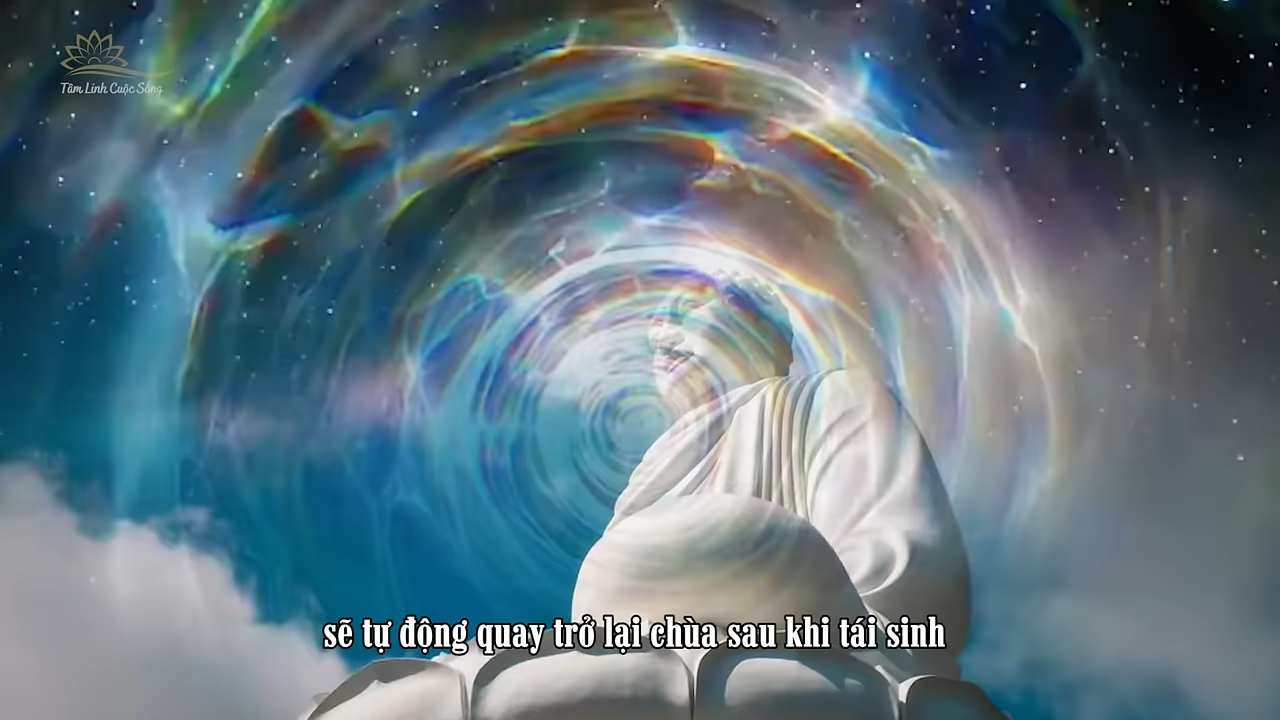 Tâm Linh Cuộc Sống
sẽ tự động quay trở lại chùa sau khi tái sinh